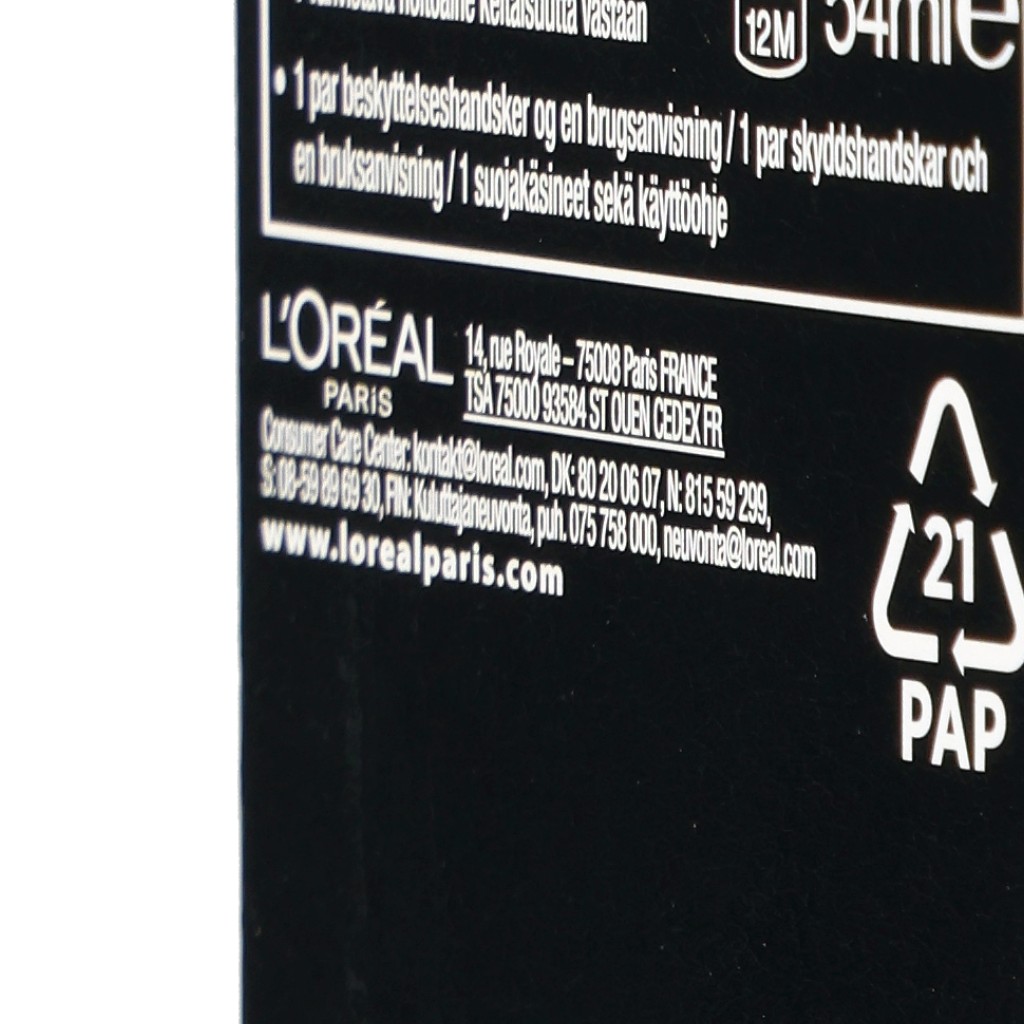 vastaan
12M
54ml e
• 1 par beskyttelseshandsker og en brugsanvisning / 1 par skyddshandskar och
en bruksanvisning / 1 suojakäsineet sekä käyttöohje
L'ORÉAL
PARIS
14, rue Royale – 75008 Paris FRANCE
TSA 75000 93584 ST OUEN CEDEX FR
Consumer Care Center: kontakt@loreal.com, DK: 80 20 06 07, N: 815 59 299,
S: 08-59 89 69 30, FIN: Kuluttajaneuvonta, puh. 075 758 000, neuvonta@loreal.com
www.lorealparis.com
21
PAP